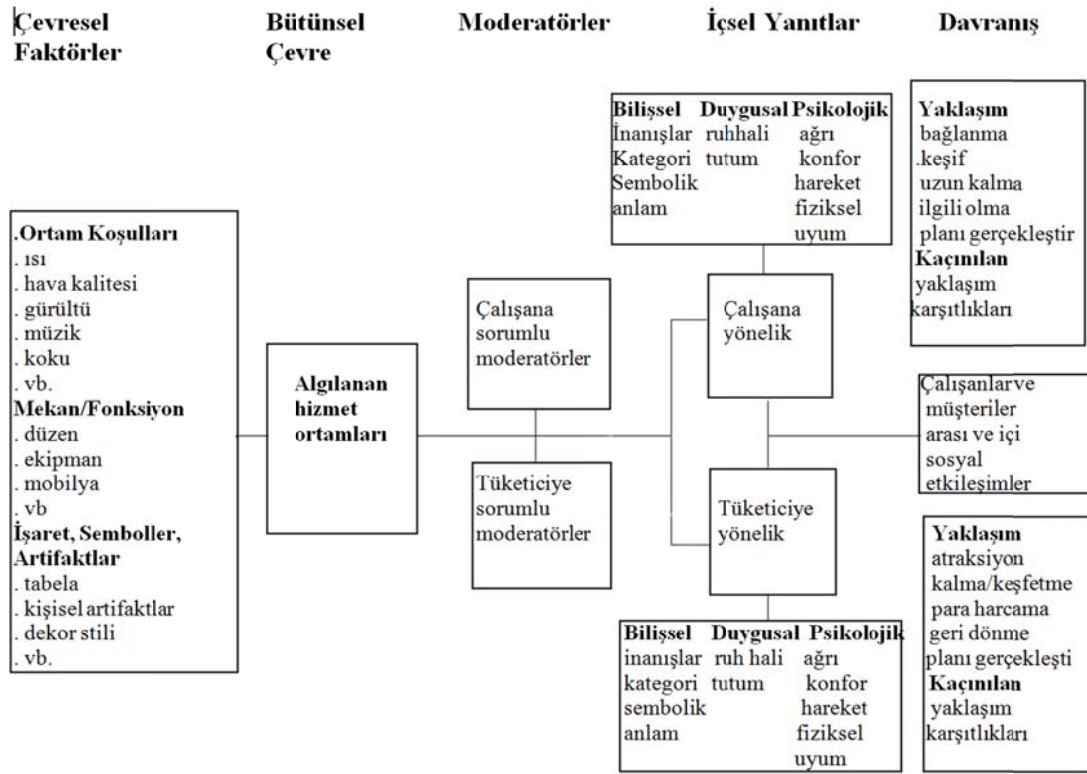 Çevresel
Faktörler
Bütünsel
Çevre
Moderatörler
İçsel Yanıtlar
Davranış
.Ortam Koşulları
. ısı
. hava kalitesi
. gürültü
. müzik
. koku
. vb.
Mekan/Fonksiyon
. düzen
. ekipman
. mobilya
. vb
İşaret, Semboller,
Artifaktlar
. tabela
. kişisel artifaktlar
. dekor stili
. vb.
Algılanan
hizmet
ortamları
Çalışana
sorumlu
moderatörler
Tüketiciye
sorumlu
moderatörler
Bilişsel Duygusal Psikolojik
İnanışlar ruhhali ağrı
Kategori tutum konfor
Sembolik hareket
anlam fiziksel
uyum
Çalışana
yönelik
Tüketiciye
yönelik
Bilişsel Duygusal Psikolojik
inanışlar ruh hali ağrı
kategori tutum konfor
sembolik hareket
anlam fiziksel
uyum
Yaklaşım
bağlanma
.keşif
uzun kalma
ilgili olma
planı gerçekleştir
Kaçınılan
yaklaşım
karşıtlıkları
Çalışanlar ve
müşteriler
arası ve içi
sosyal
etkileşimler
Yaklaşım
atraksiyon
kalma/keşfetme
para harcama
geri dönme
planı gerçekleşti
Kaçınılan
yaklaşım
karşıtlıkları